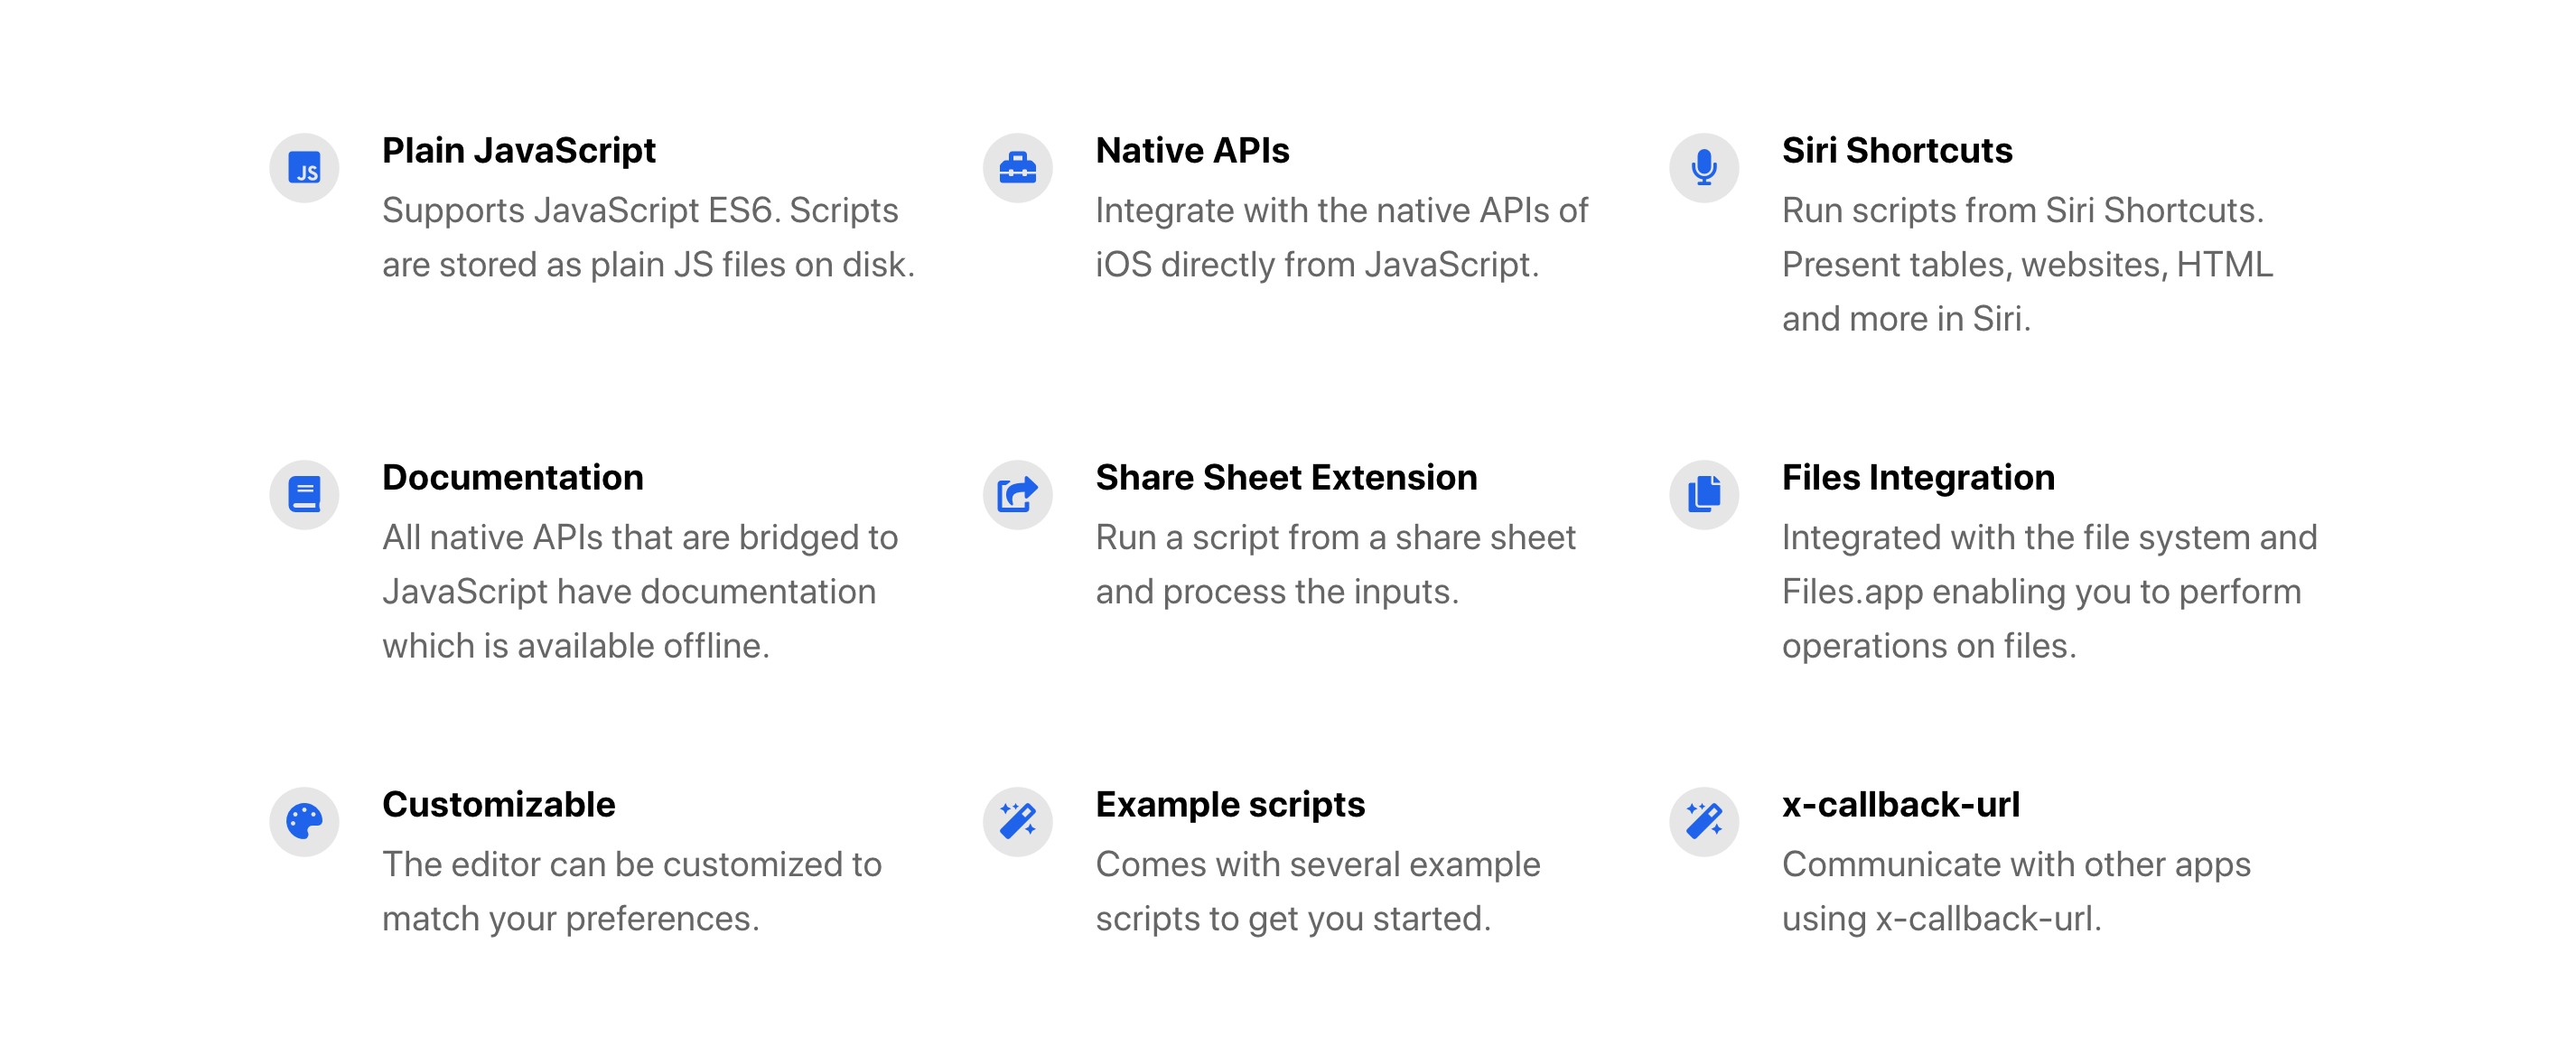 JS
Plain JavaScript
Supports JavaScript ES6. Scripts
are stored as plain JS files on disk.
Native APIs
Integrate with the native APIs of
iOS directly from JavaScript.
Siri Shortcuts
Run scripts from Siri Shortcuts.
Present tables, websites, HTML
and more in Siri.
Documentation
All native APIs that are bridged to
JavaScript have documentation
which is available offline.
Share Sheet Extension
Run a script from a share sheet
and process the inputs.
Files Integration
Integrated with the file system and
Files.app enabling you to perform
operations on files.
Customizable
The editor can be customized to
match your preferences.
Example scripts
Comes with several example
scripts to get you started.
x-callback-url
Communicate with other apps
using x-callback-url.